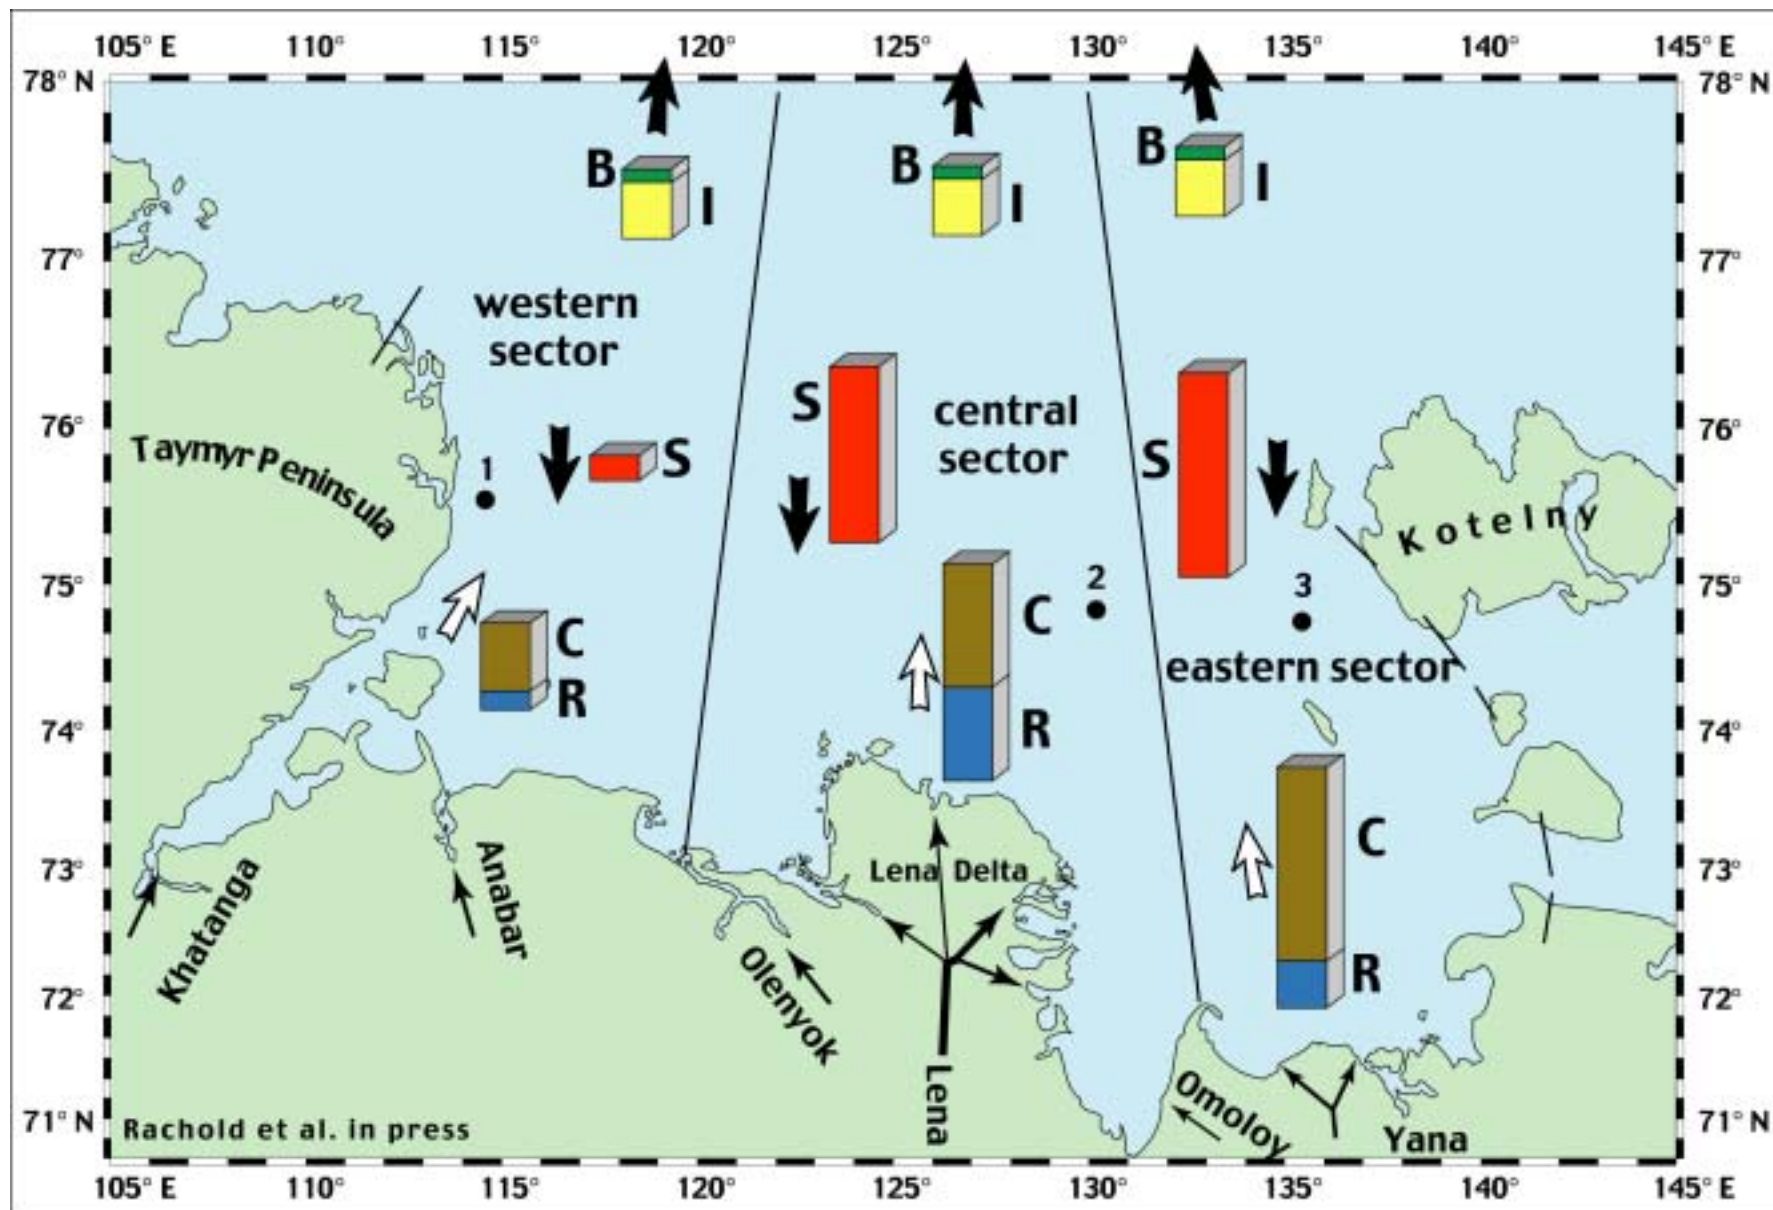 105° E 110° 115° 120° 125° 130° 135° 140° 145° E
78° N 78° N
B I B I B I
77° 77°
western
sector
S central
sector
76° 76°
Taymyr Peninsula
1 S S
Kotelny
75° 75°
2 3
C C
eastern sector
R R
74° 74°
C
73° 73°
Lena Delta
Khatanga
Anabar
Olenyok
R
72° 72°
Lena
Omoloy
Yana
71° N 71° N
Rachold et al. in press
105° E 110° 115° 120° 125° 130° 135° 140° 145° E